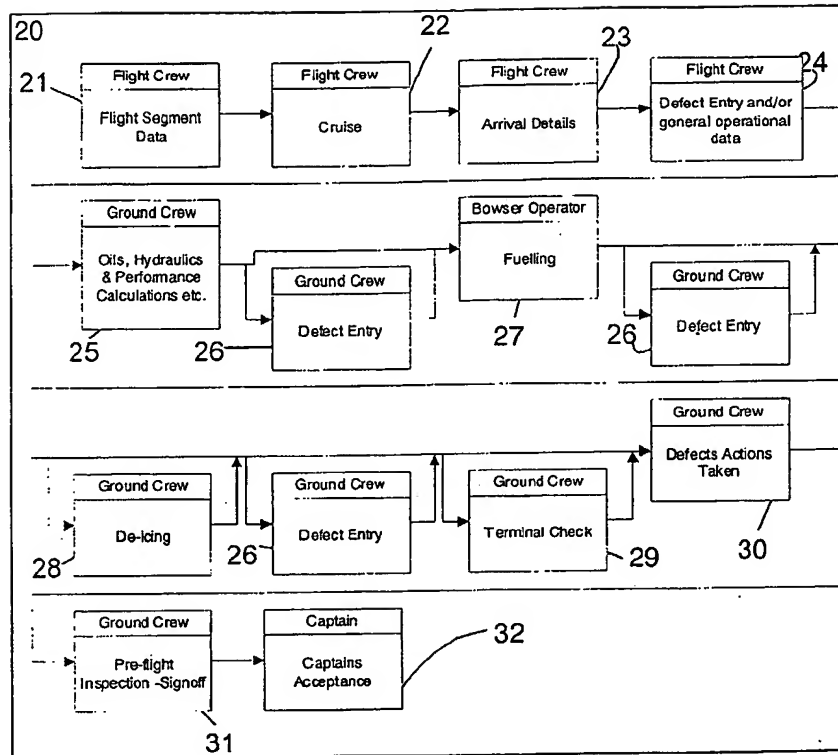 20
22
23
24
21
Flight Crew
Flight Segment
Data
Flight Crew
Cruise
Flight Crew
Arrival Details
Flight Crew
Defect Entry and/or
goneral operational
data
Ground Crew
Oils, Hydraulics
& Performance
Calculations etc.
25
Ground Crew
Defect Entry
26
Bowser Operator
Fuelling
27
Ground Crew
Defect Entry
26
Ground Crew
De-icing
28
Ground Crew
Defect Entry
26
Ground Crew
Terminal Check
29
Ground Crew
Defects Actions
Taken
30
Ground Crew
Pre-flight
Inspection -Signoff
31
Captain
Captains
Acceptance
32